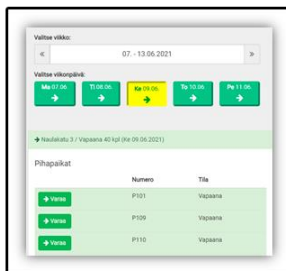 Valitse viikko:
« 07. - 13.06.2021 »
Valitse viikonpäivä:
Ma 07.06. Ti 08.06. Ke 09.06. To 10.06. Pe 11.06.
→ → → → →
→ Naulakatu 3 / Vapaana 40 kpl (Ke 09.06.2021)
Pihapaikat
Numero Tila
→ Varaa P101 Vapaana
→ Varaa P109 Vapaana
→ Varaa P110 Vapaana